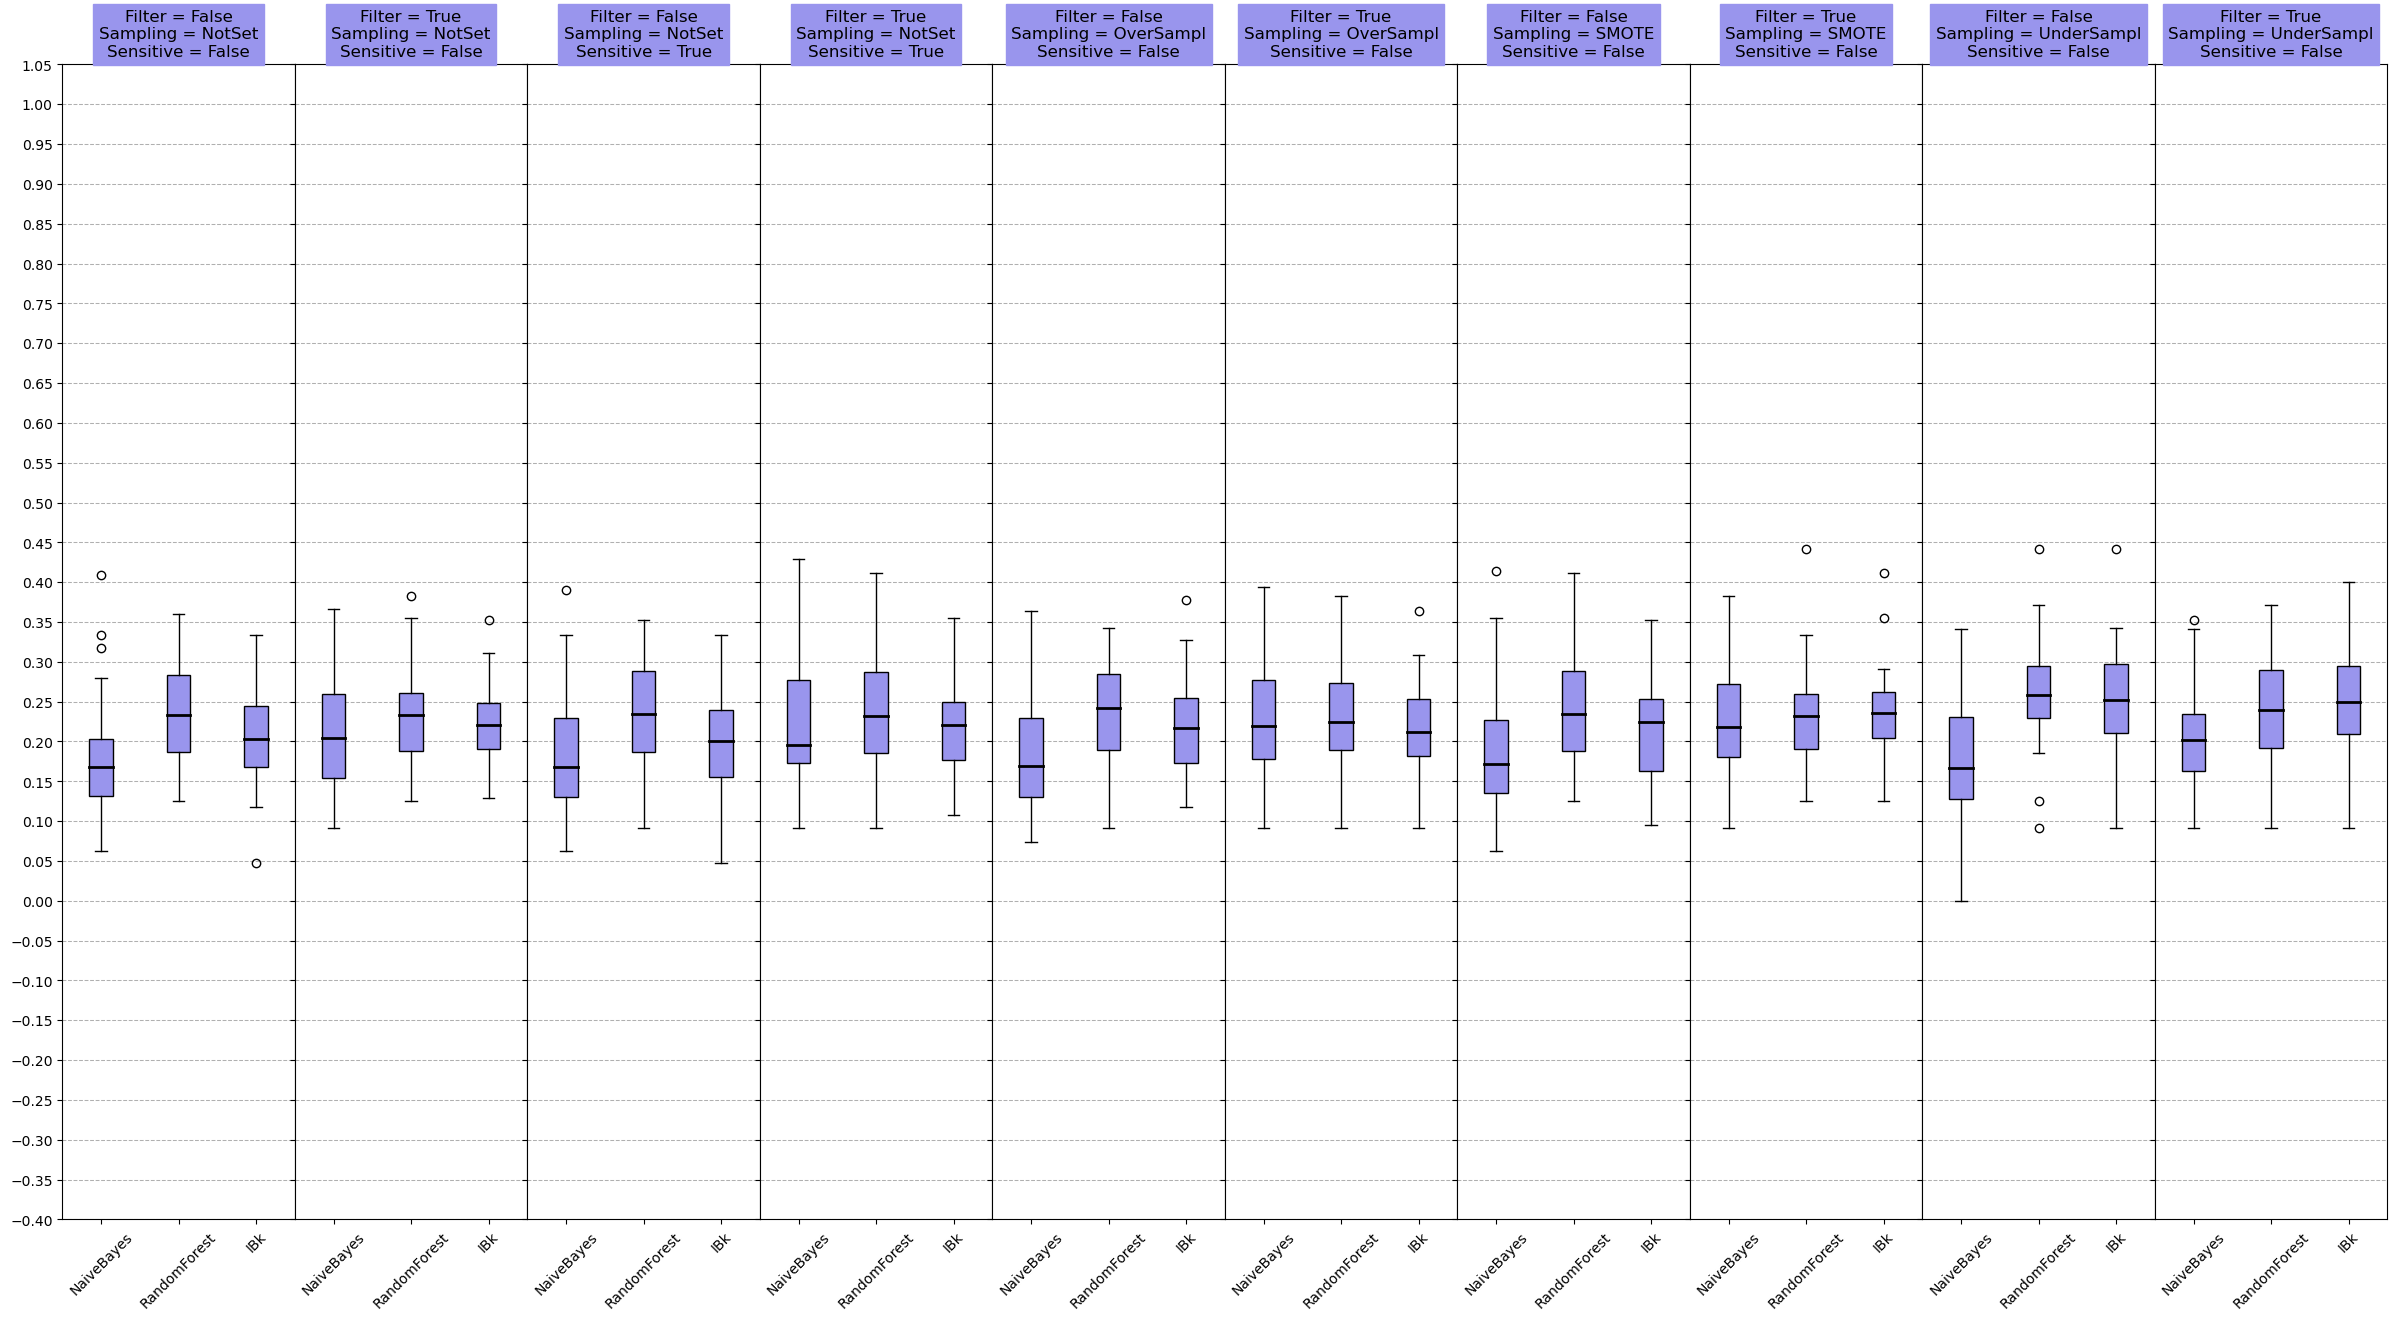 Filter = False
Sampling = NotSet
Sensitive = False
Filter = True
Sampling = NotSet
Sensitive = False
Filter = False
Sampling = NotSet
Sensitive = True
Filter = True
Sampling = NotSet
Sensitive = True
Filter = False
Sampling = OverSampl
Sensitive = False
Filter = True
Sampling = OverSampl
Sensitive = False
Filter = False
Sampling = SMOTE
Sensitive = False
Filter = True
Sampling = SMOTE
Sensitive = False
Filter = False
Sampling = UnderSampl
Sensitive = False
Filter = True
Sampling = UnderSampl
Sensitive = False
1.05
1.00
0.95
0.90
0.85
0.80
0.75
0.70
0.65
0.60
0.55
0.50
0.45
0.40
0.35
0.30
0.25
0.20
0.15
0.10
0.05
0.00
−0.05
−0.10
−0.15
−0.20
−0.25
−0.30
−0.35
−0.40
NaiveBayes
RandomForest
IBk
NaiveBayes
RandomForest
IBk
NaiveBayes
RandomForest
IBk
NaiveBayes
RandomForest
IBk
NaiveBayes
RandomForest
IBk
NaiveBayes
RandomForest
IBk
NaiveBayes
RandomForest
IBk
NaiveBayes
RandomForest
IBk
NaiveBayes
RandomForest
IBk
NaiveBayes
RandomForest
IBk